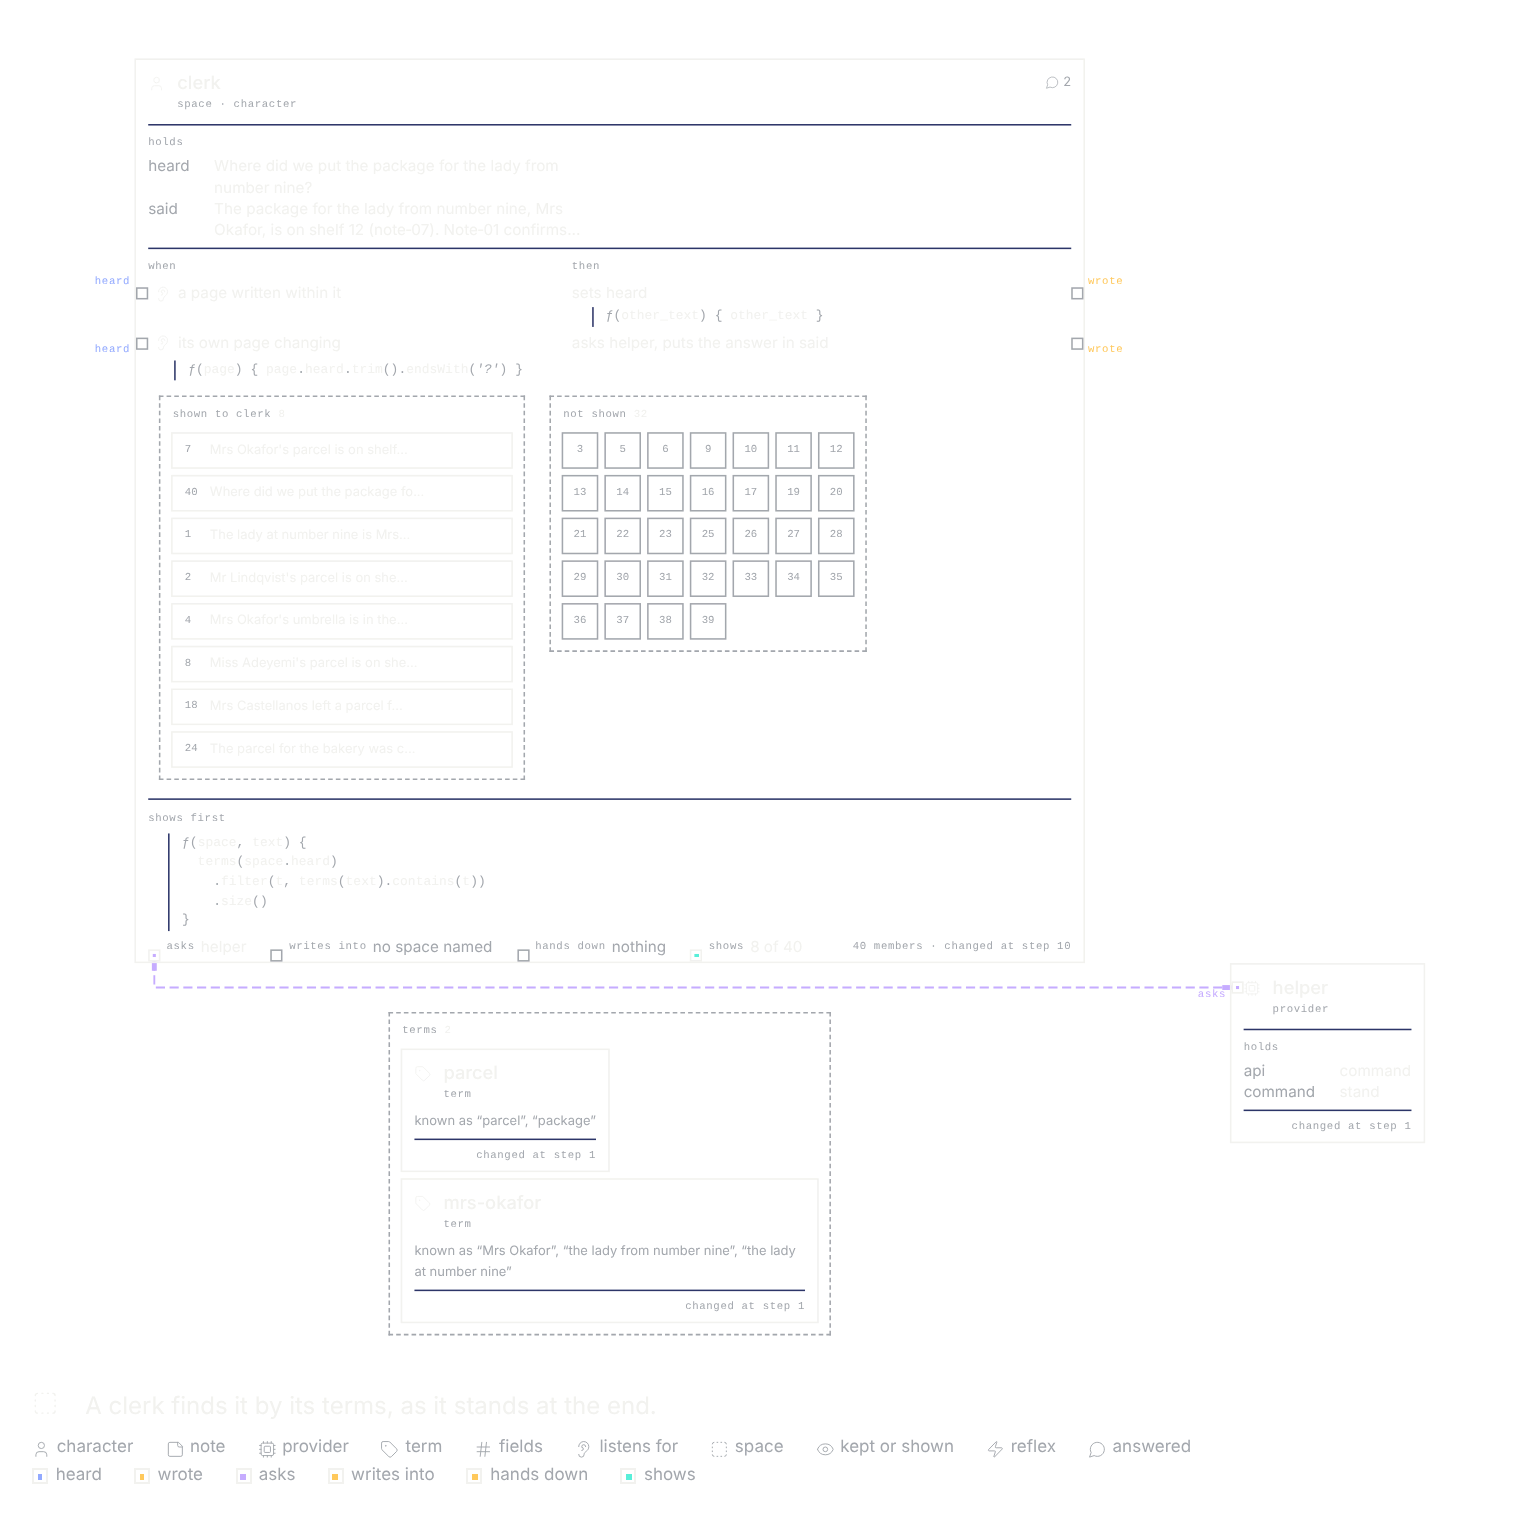 clerk
2
space · character
holds
heard Where did we put the package for the lady from
number nine?
said The package for the lady from number nine, Mrs
Okafor, is on shelf 12 (note-07). Note-01 confirms...
when then
heard wrote
a page written within it sets heard
ƒ(other_text) { other_text }
its own page changing asks helper, puts the answer in said
heard wrote
ƒ(page) { page.heard.trim().endsWith('?') }
shown to clerk 8
7 Mrs Okafor's parcel is on shelf...
40 Where did we put the package fo...
1 The lady at number nine is Mrs...
2 Mr Lindqvist's parcel is on she...
4 Mrs Okafor's umbrella is in the...
8 Miss Adeyemi's parcel is on she...
18 Mrs Castellanos left a parcel f...
24 The parcel for the bakery was c...
not shown 32
3 5 6 9 10 11 12
13 14 15 16 17 19 20
21 22 23 25 26 27 28
29 30 31 32 33 34 35
36 37 38 39
shows first
ƒ(space, text) {
terms(space.heard)
.filter(t, terms(text).contains(t))
.size()
}
asks helper writes into no space named hands down nothing shows 8 of 40 40 members · changed at step 10
asks
helper
provider
holds
api command
command stand
changed at step 1
terms 2
parcel
term
known as “parcel”, “package”
changed at step 1
mrs-okafor
term
known as “Mrs Okafor”, “the lady from number nine”, “the lady
at number nine”
changed at step 1
A clerk finds it by its terms, as it stands at the end.
character note provider term fields listens for space kept or shown reflex answered
heard wrote asks writes into hands down shows